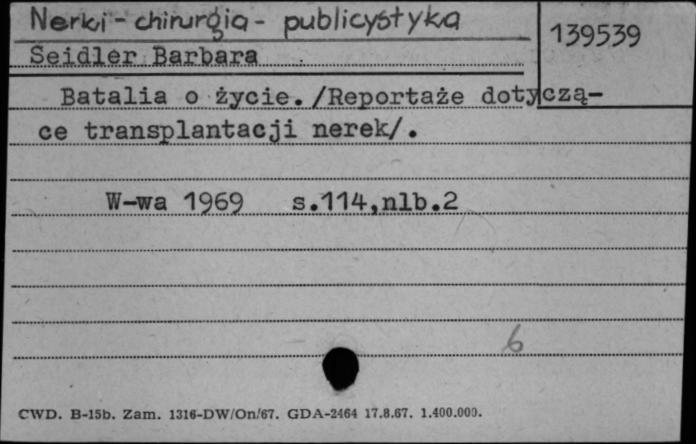 Nerki - chirurgia - publicystyka
139539
Seidler Barbara
Batalia o życie./Reportaże dotyczą-
ce transplantacji nerek/.
W-wa 1969 s.114,nlb.2
6
CWD. B-15b. Zam. 1316-DW/On/67. GDA-2464 17.8.67. 1.400.000.